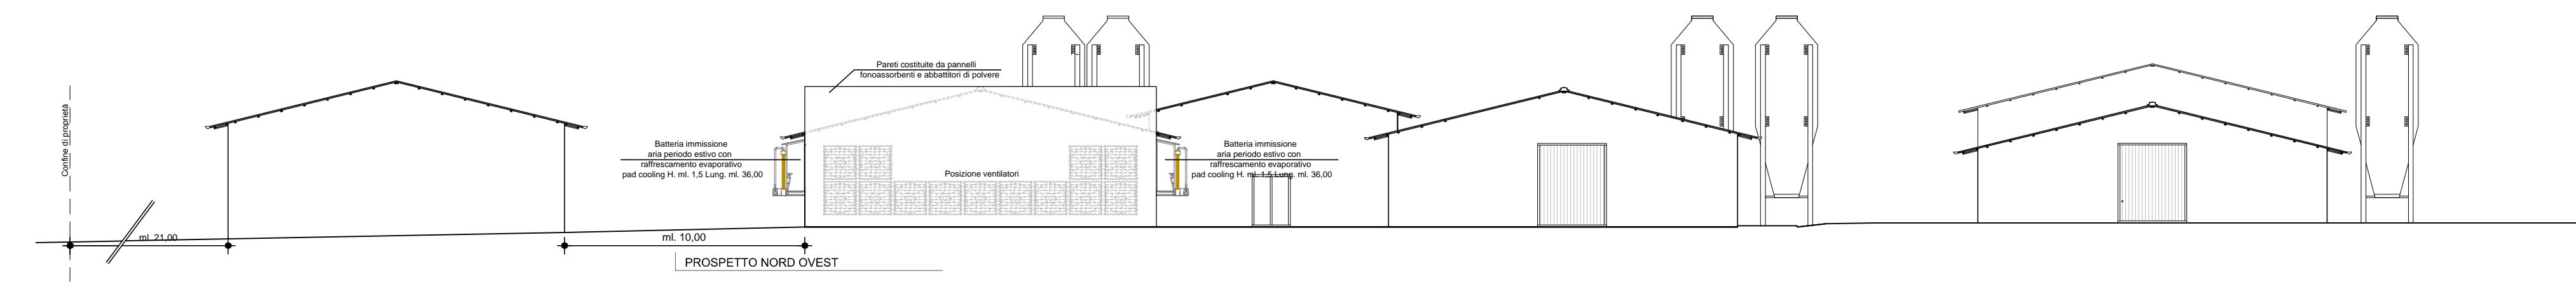 Confine di proprietà
ml. 21,00
Batteria immissione
aria periodo estivo con
raffrescamento evaporativo
pad cooling H. ml. 1,5 Lung. ml. 36,00
ml. 10,00
PROSPETTO NORD OVEST
Pareti costituite da pannelli
fonoassorbenti e abbattitori di polvere
Posizione ventilatori
Batteria immissione
aria periodo estivo con
raffrescamento evaporativo
pad cooling H. ml. 1,5 Lung. ml. 36,00